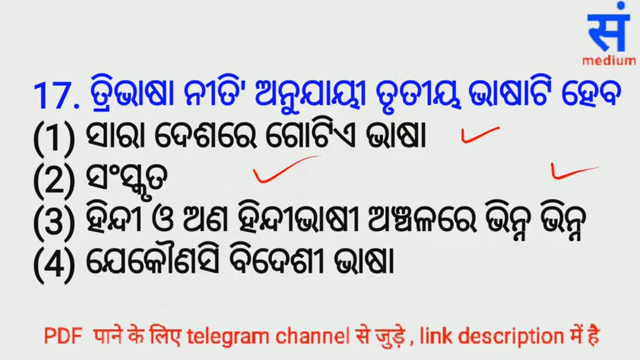 सं
medium
17. ତ୍ରିଭାଷା ନୀତି' ଅନୁଯାୟୀ ତୃତୀୟ ଭାଷାଟି ହେବ
(1) ସାରା ଦେଶରେ ଗୋଟିଏ ଭାଷା
(2) ସଂସ୍କୃତ
(3) ହିନ୍ଦୀ ଓ ଅଣ ହିନ୍ଦୀଭାଷୀ ଅଞ୍ଚଳରେ ଭିନ୍ନ ଭିନ୍ନ
(4) ଯେକୌଣସି ବିଦେଶୀ ଭାଷା
PDF पाने के लिए telegram channel से जुड़े , link description में है